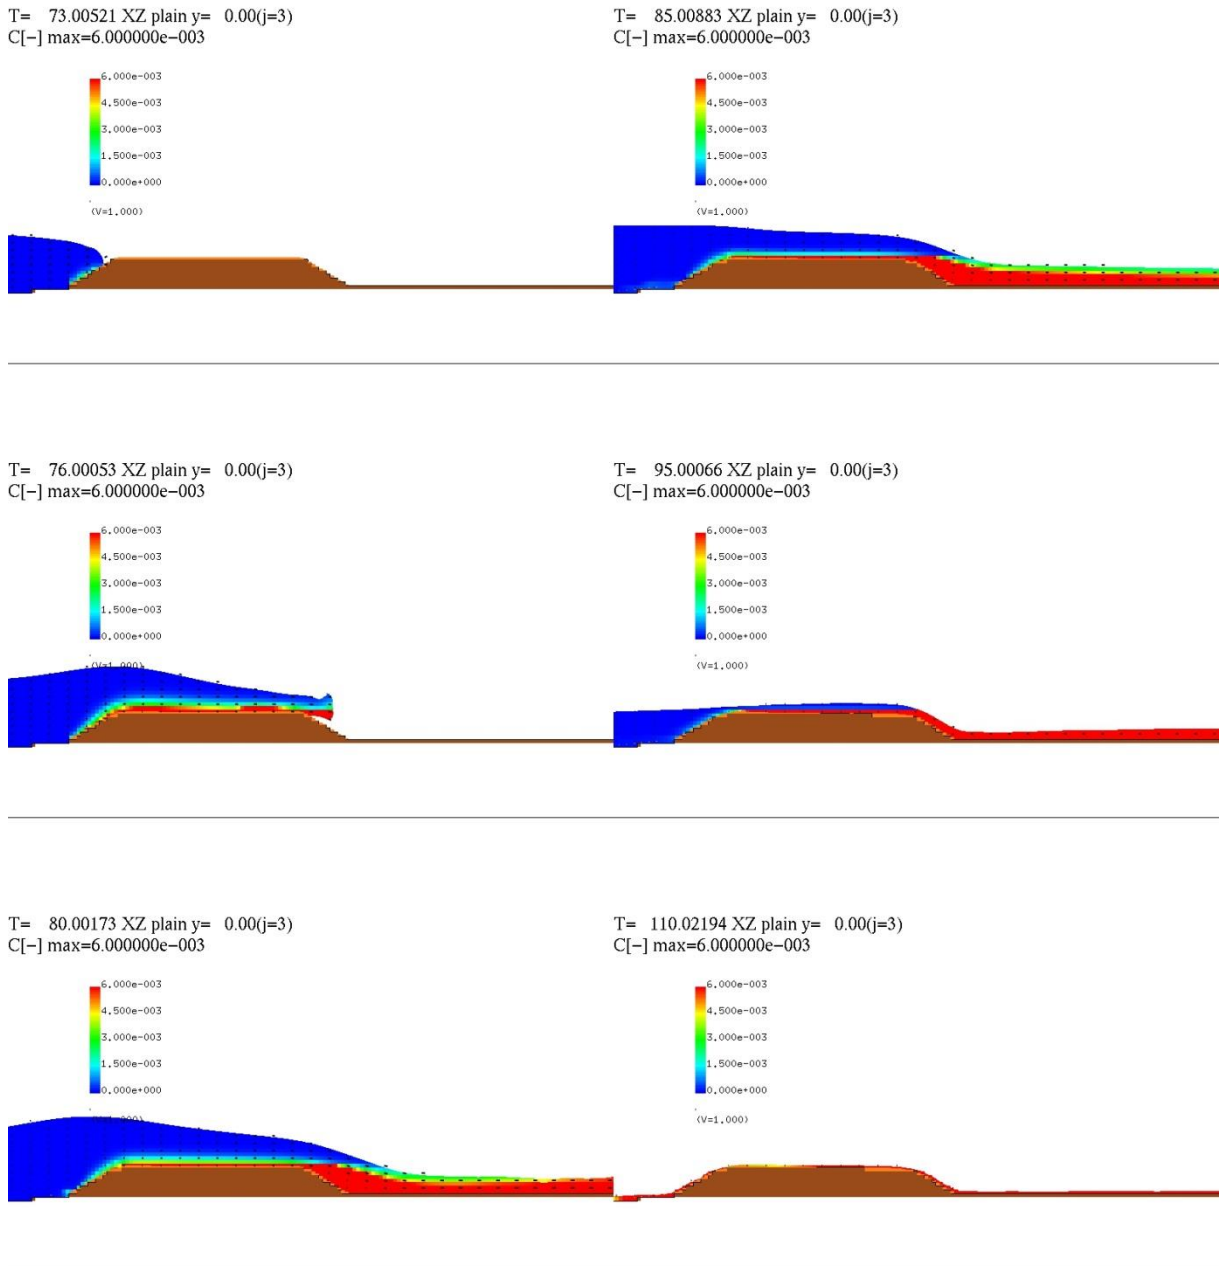 T= 73.00521 XZ plain y= 0.00(j=3)
C[−] max=6.000000e−003
6.000e-003
4.500e-003
3.000e-003
1.500e-003
0.000e+000
(V=1.000)
T= 76.00053 XZ plain y= 0.00(j=3)
C[−] max=6.000000e−003
6.000e-003
4.500e-003
3.000e-003
1.500e-003
0.000e+000
(V=1.000)
T= 80.00173 XZ plain y= 0.00(j=3)
C[−] max=6.000000e−003
6.000e-003
4.500e-003
3.000e-003
1.500e-003
0.000e+000
T= 85.00883 XZ plain y= 0.00(j=3)
C[−] max=6.000000e−003
6.000e-003
4.500e-003
3.000e-003
1.500e-003
0.000e+000
(V=1.000)
T= 95.00066 XZ plain y= 0.00(j=3)
C[−] max=6.000000e−003
6.000e-003
4.500e-003
3.000e-003
1.500e-003
0.000e+000
(V=1.000)
T= 110.02194 XZ plain y= 0.00(j=3)
C[−] max=6.000000e−003
6.000e-003
4.500e-003
3.000e-003
1.500e-003
0.000e+000
(V=1.000)